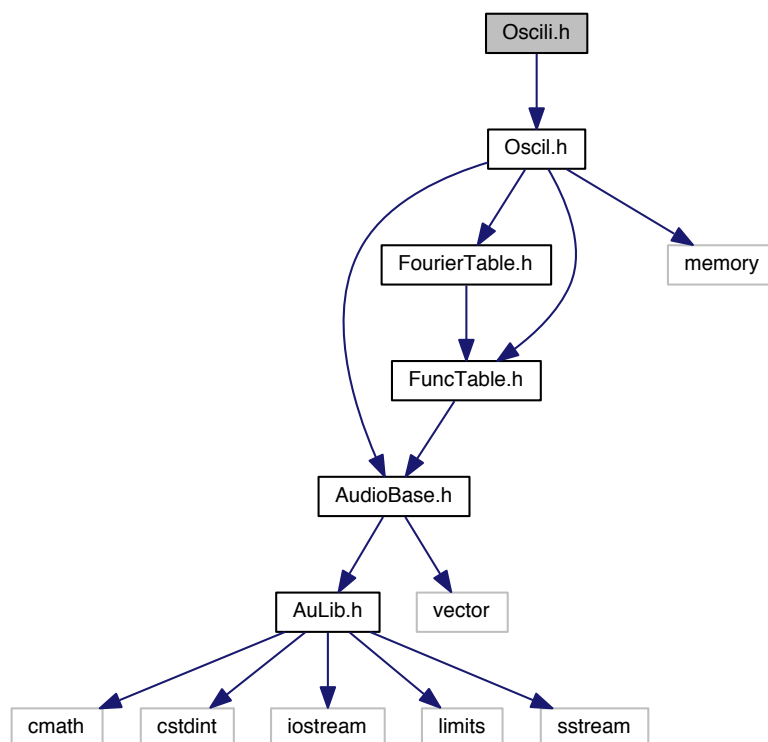 Oscili.h
Oscil.h
FourierTable.h
memory
FuncTable.h
AudioBase.h
AuLib.h
vector
cmath
cstdint
iostream
limits
sstream